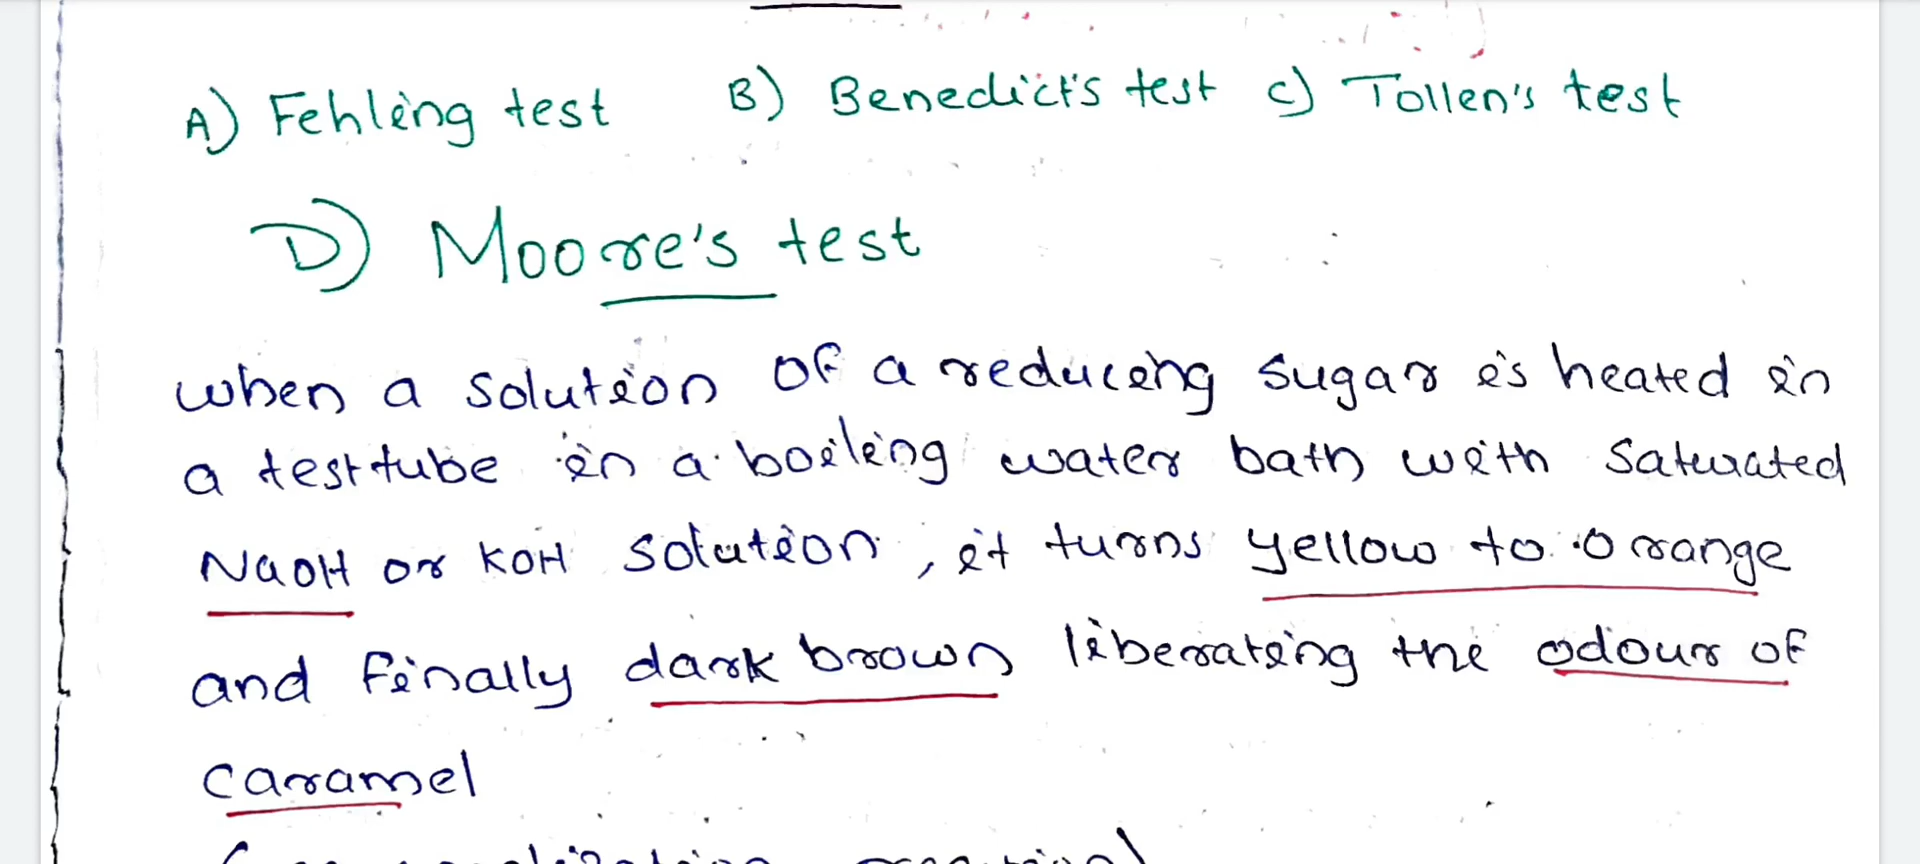 A) Fehling test B) Benedict's test C) Tollen's test
D) Moore's test
when a solution of a reducing sugar is heated in
a test tube in a boiling water bath with saturated
NaOH or KOH solution, it turns yellow to orange
and finally dark brown liberating the odour of
caramel